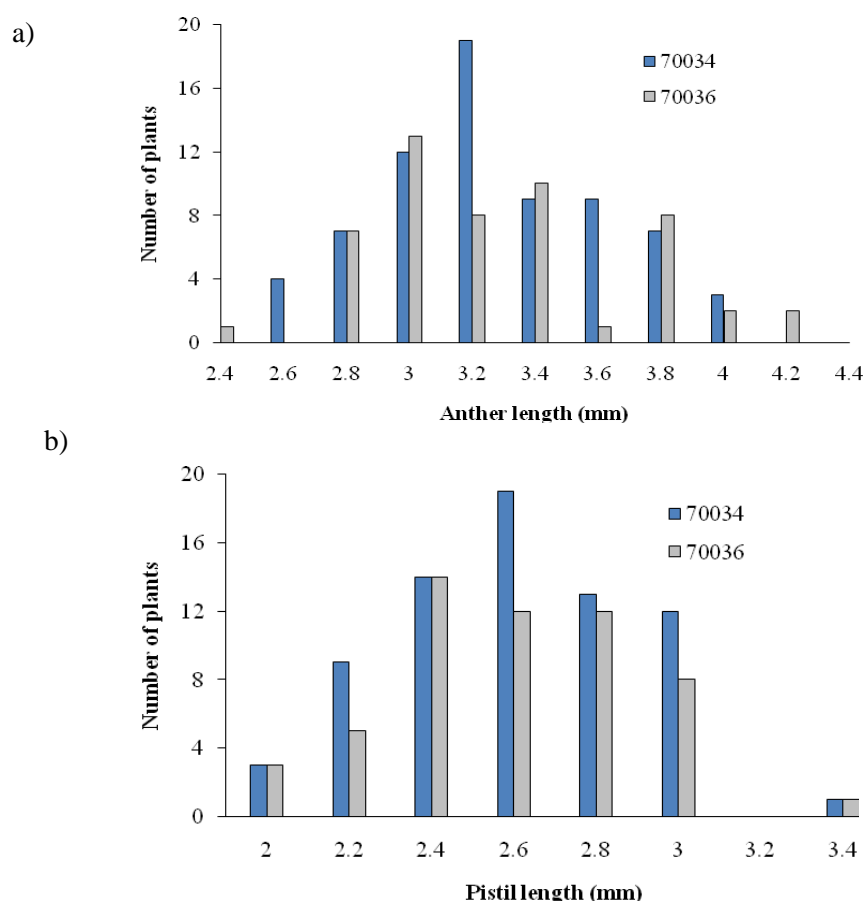 a)
20
16
12
8
4
0
Number of plants
70034
70036
2.4 2.6 2.8 3 3.2 3.4 3.6 3.8 4 4.2 4.4
Anther length (mm)
b)
20
16
12
8
4
0
Number of plants
70034
70036
2 2.2 2.4 2.6 2.8 3 3.2 3.4
Pistil length (mm)